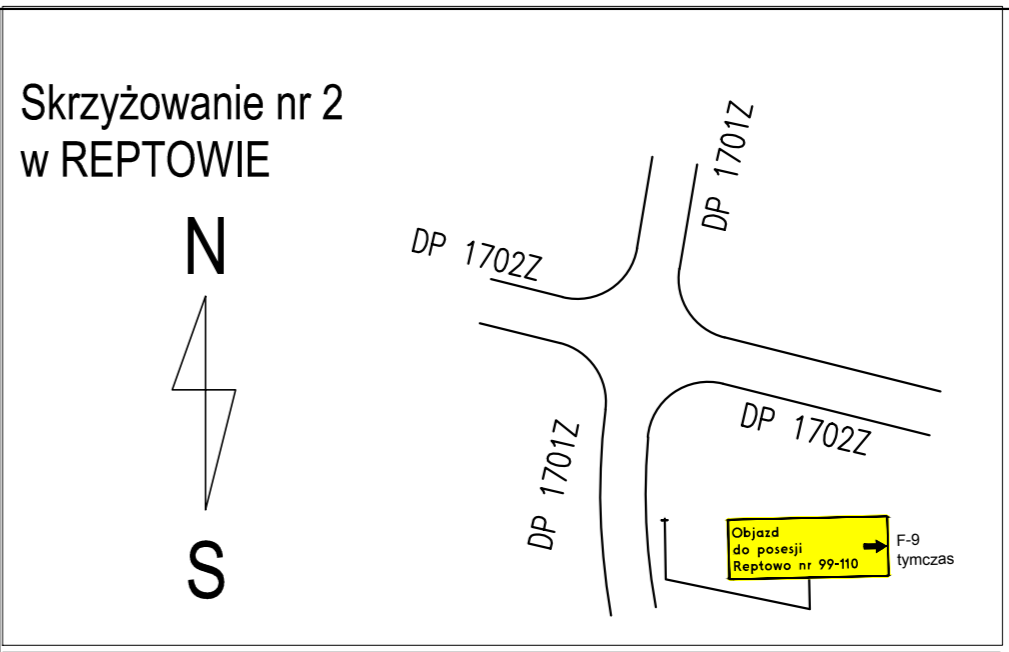 Skrzyżowanie nr 2
w REPTOWIE
N
S
DP 1702Z
DP 1701Z
DP 1701Z
DP 1702Z
Objazd
do posesji
Reptowo nr 99-110
F-9
tymczas